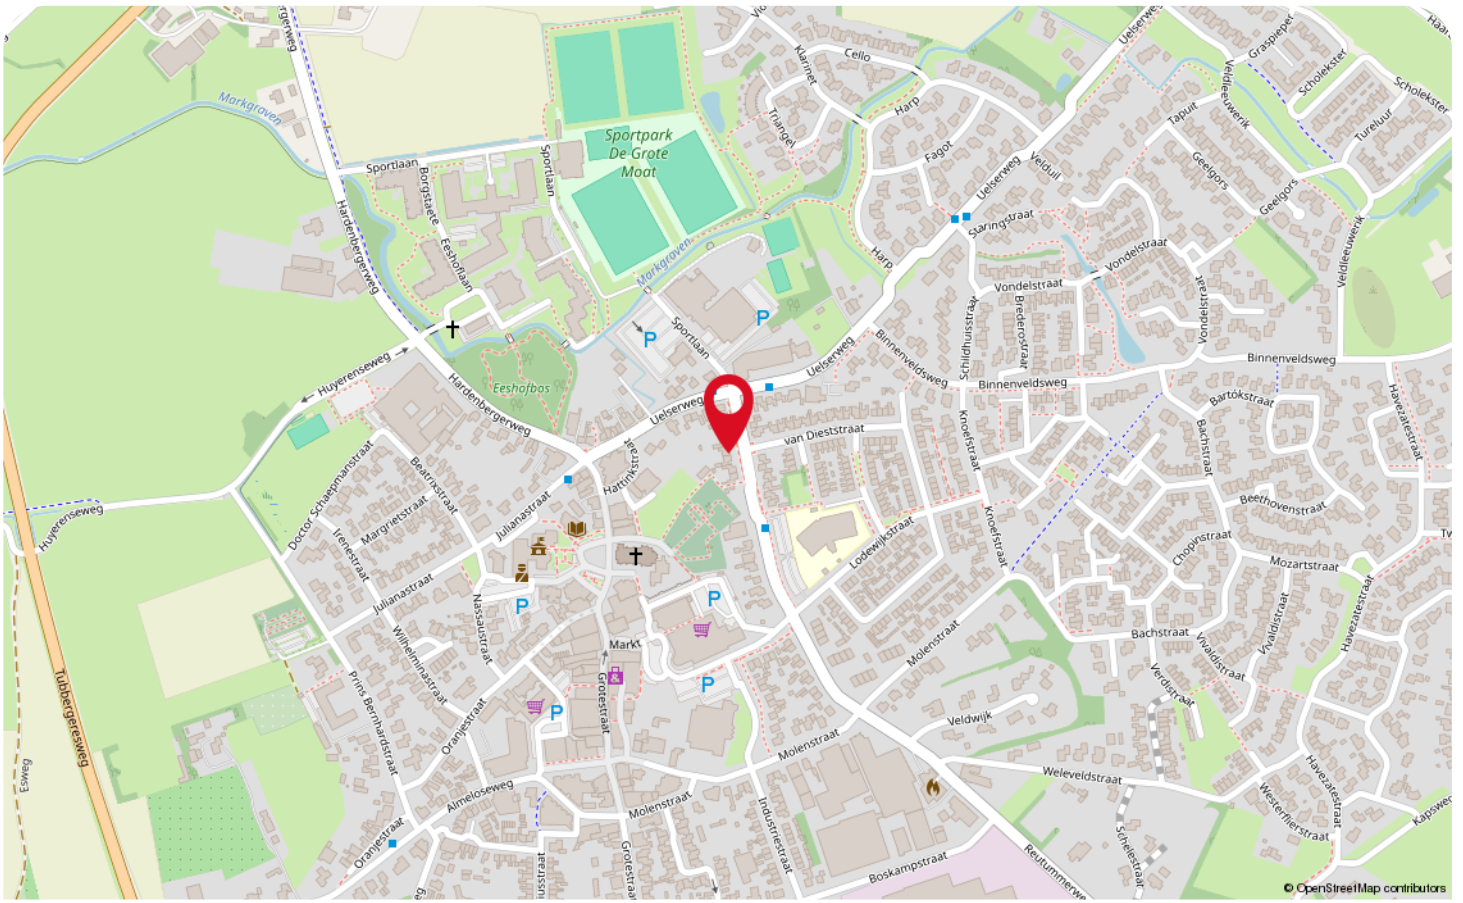 Uelserweg
Graspieper
Scholekster
Scholekster
Cello
Klarinet
Veldleeuwerik
Markgraven
Harp
Tapuit
Tureluur
Triangel
Sportpark
De Grote
Moat
Fagot
Sportlaan
Sportlaan
Velduil
Uelserweg
Geelgors
Geelgors
Borgstaete
Hardenbergerweg
Staringstraat
Veldleeuwerik
Eeshoflaan
Markgraven
Harp
Vondelstraat
Vondelstraat
Vondelstraat
Brederostraat
Schildhuisstraat
P
P
Sportlaan
Uelserweg
Binnenveldsweg
Binnenveldsweg
Binnenveldsweg
Huyerenseweg
Hardenbergerweg
Eeshofbos
Uelserweg
Bartókstraat
Havezatestraat
van Dieststraat
Knoefstraat
Bachstraat
Doctor Schaepmanstraat
Beatrixstraat
Hattinkstraat
Huyerenseweg
Margrietstraat
Julianastraat
Beethovenstraat
Irenestraat
Lodewijkstraat
Knoefstraat
Chopinstraat
Mozartstraat
Tw
Julianastraat
P
P
Nassaustraat
Wilhelminastraat
Markt
Molenstraat
Bachstraat
Vivaldistraat
Vivaldistraat
Havezatestraat
Tubbergeresweg
Prins Bernhardstraat
Grotestraat
P
P
Verdistraat
Oranjestraat
Veldwijk
Molenstraat
Esweg
Weleveldstraat
Havezatestraat
Almeloseweg
Molenstraat
Westerflierstraat
Kapsweg
Industriestraat
Oranjestraat
Grotestraat
Scheiestraat
Boskampstraat
Reutummerweg
© OpenStreetMap contributors